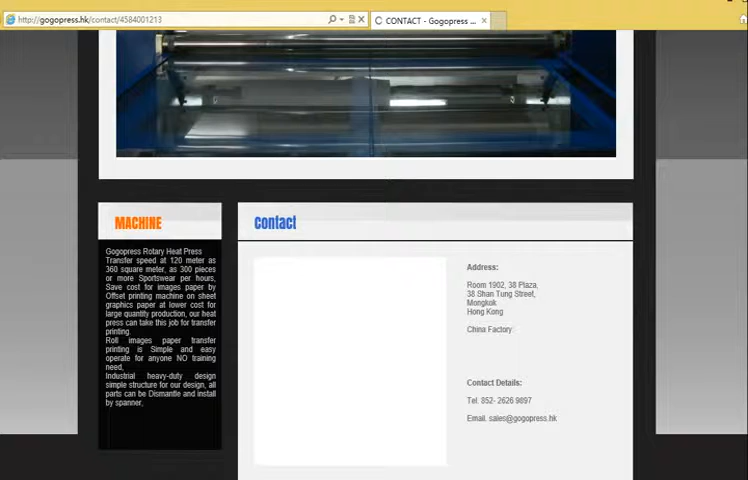 http://gogopress.hk/contact/4584001213
CONTACT - Gogopress ...
MACHINE
Gogopress Rotary Heat Press
Transfer speed at 120 meter as
360 square meter, as 300 pieces
or more Sportswear per hours,
Save cost for images paper by
Offset printing machine on sheet
graphics paper at lower cost for
large quantify production, our heat
press can take this job for transfer
printing.
Roll images paper transfer
printing is Simple and easy
operate for anyone NO training
need,
Industrial heavy-duty design
simple structure for our design, all
parts can be Dismantle and install
by spanner,
Contact
Address:
Room 1902, 38 Plaza,
38 Shan Tung Street,
Mongkok
Hong Kong
China Factory:
Contact Details:
Tel. 852- 2626 9897
Email. sales@gogopress.hk